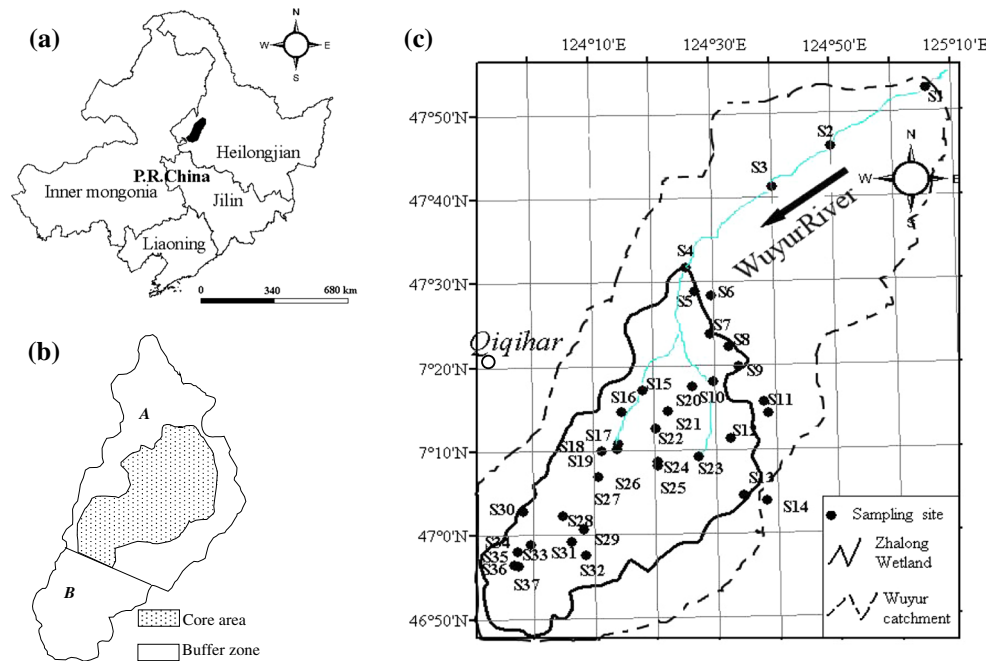 (a)
N
W E
S
Heilongjian
P.R.China
Inner mongonia
Jilin
Liaoning
0 340 680 km
(b)
A
B
Core area
Buffer zone
(c)
124°10'E 124°30'E 124°50'E 125°10'E
47°50'N
47°40'N
47°30'N
47°20'N
47°10'N
47°0'N
46°50'N
N
W E
S
WuyurRiver
Qiqihar
S1
S2
S3
S4
S5
S6
S7
S8
S9
S10
S11
S12
S13
S14
S15
S16
S17
S18
S19
S20
S21
S22
S23
S24
S25
S26
S27
S28
S29
S30
S31
S32
S33
S34
S35
S36
S37
Sampling site
Zhalong
Wetland
Wuyur
catchment